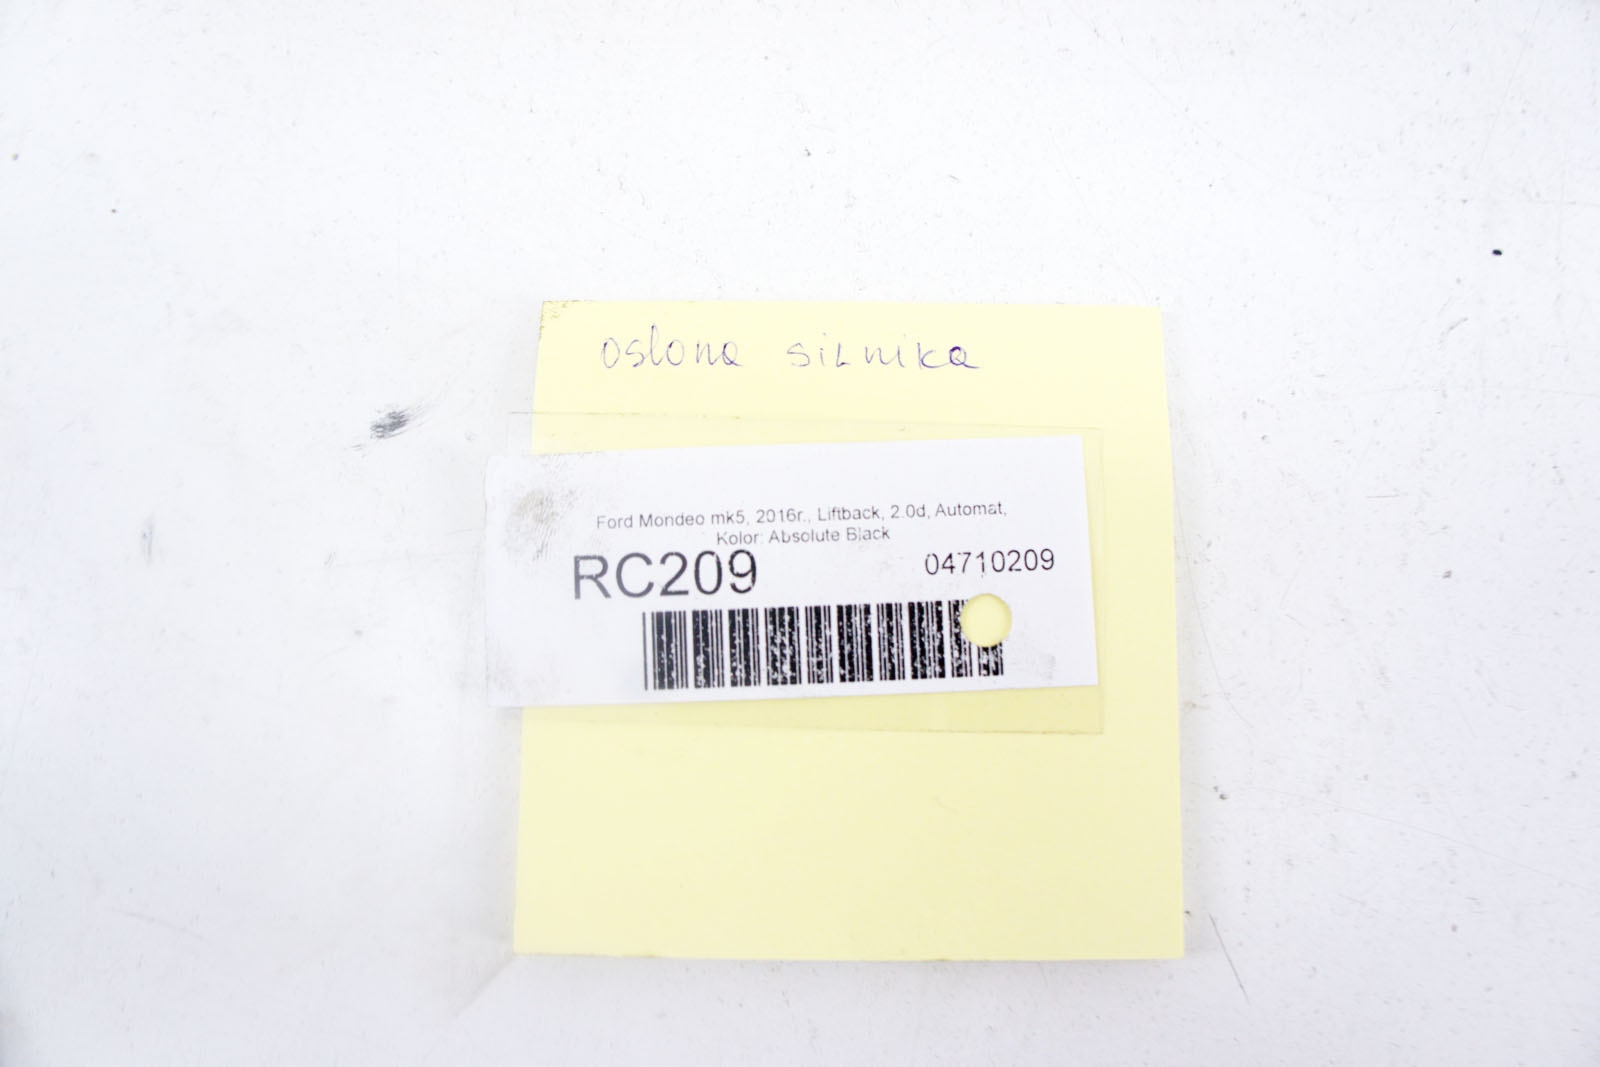 oslona silnika
Ford Mondeo mk5, 2016r., Liftback, 2.0d, Automat,
Kolor: Absolute Black
RC209 04710209